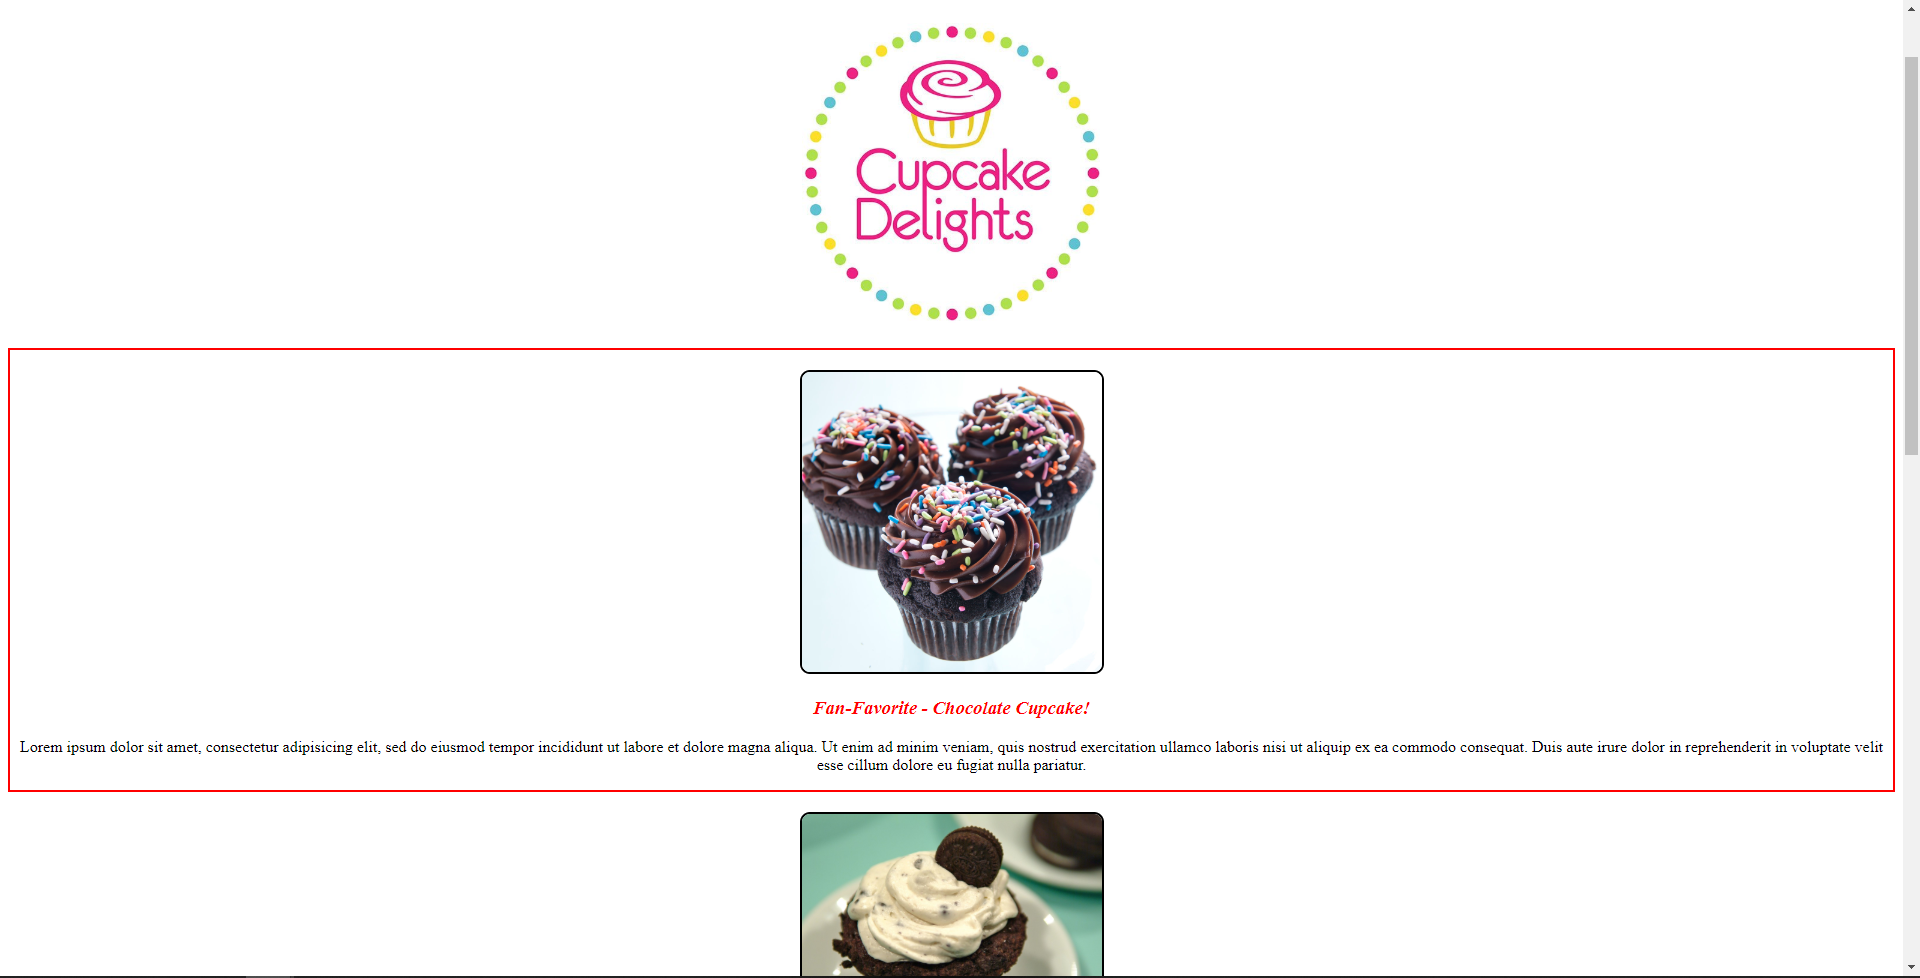 Cupcake
Delights
Fan-Favorite - Chocolate Cupcake!
Lorem ipsum dolor sit amet, consectetur adipisicing elit, sed do eiusmod tempor incididunt ut labore et dolore magna aliqua. Ut enim ad minim veniam, quis nostrud exercitation ullamco laboris nisi ut aliquip ex ea commodo consequat. Duis aute irure dolor in reprehenderit in voluptate velit
esse cillum dolore eu fugiat nulla pariatur.